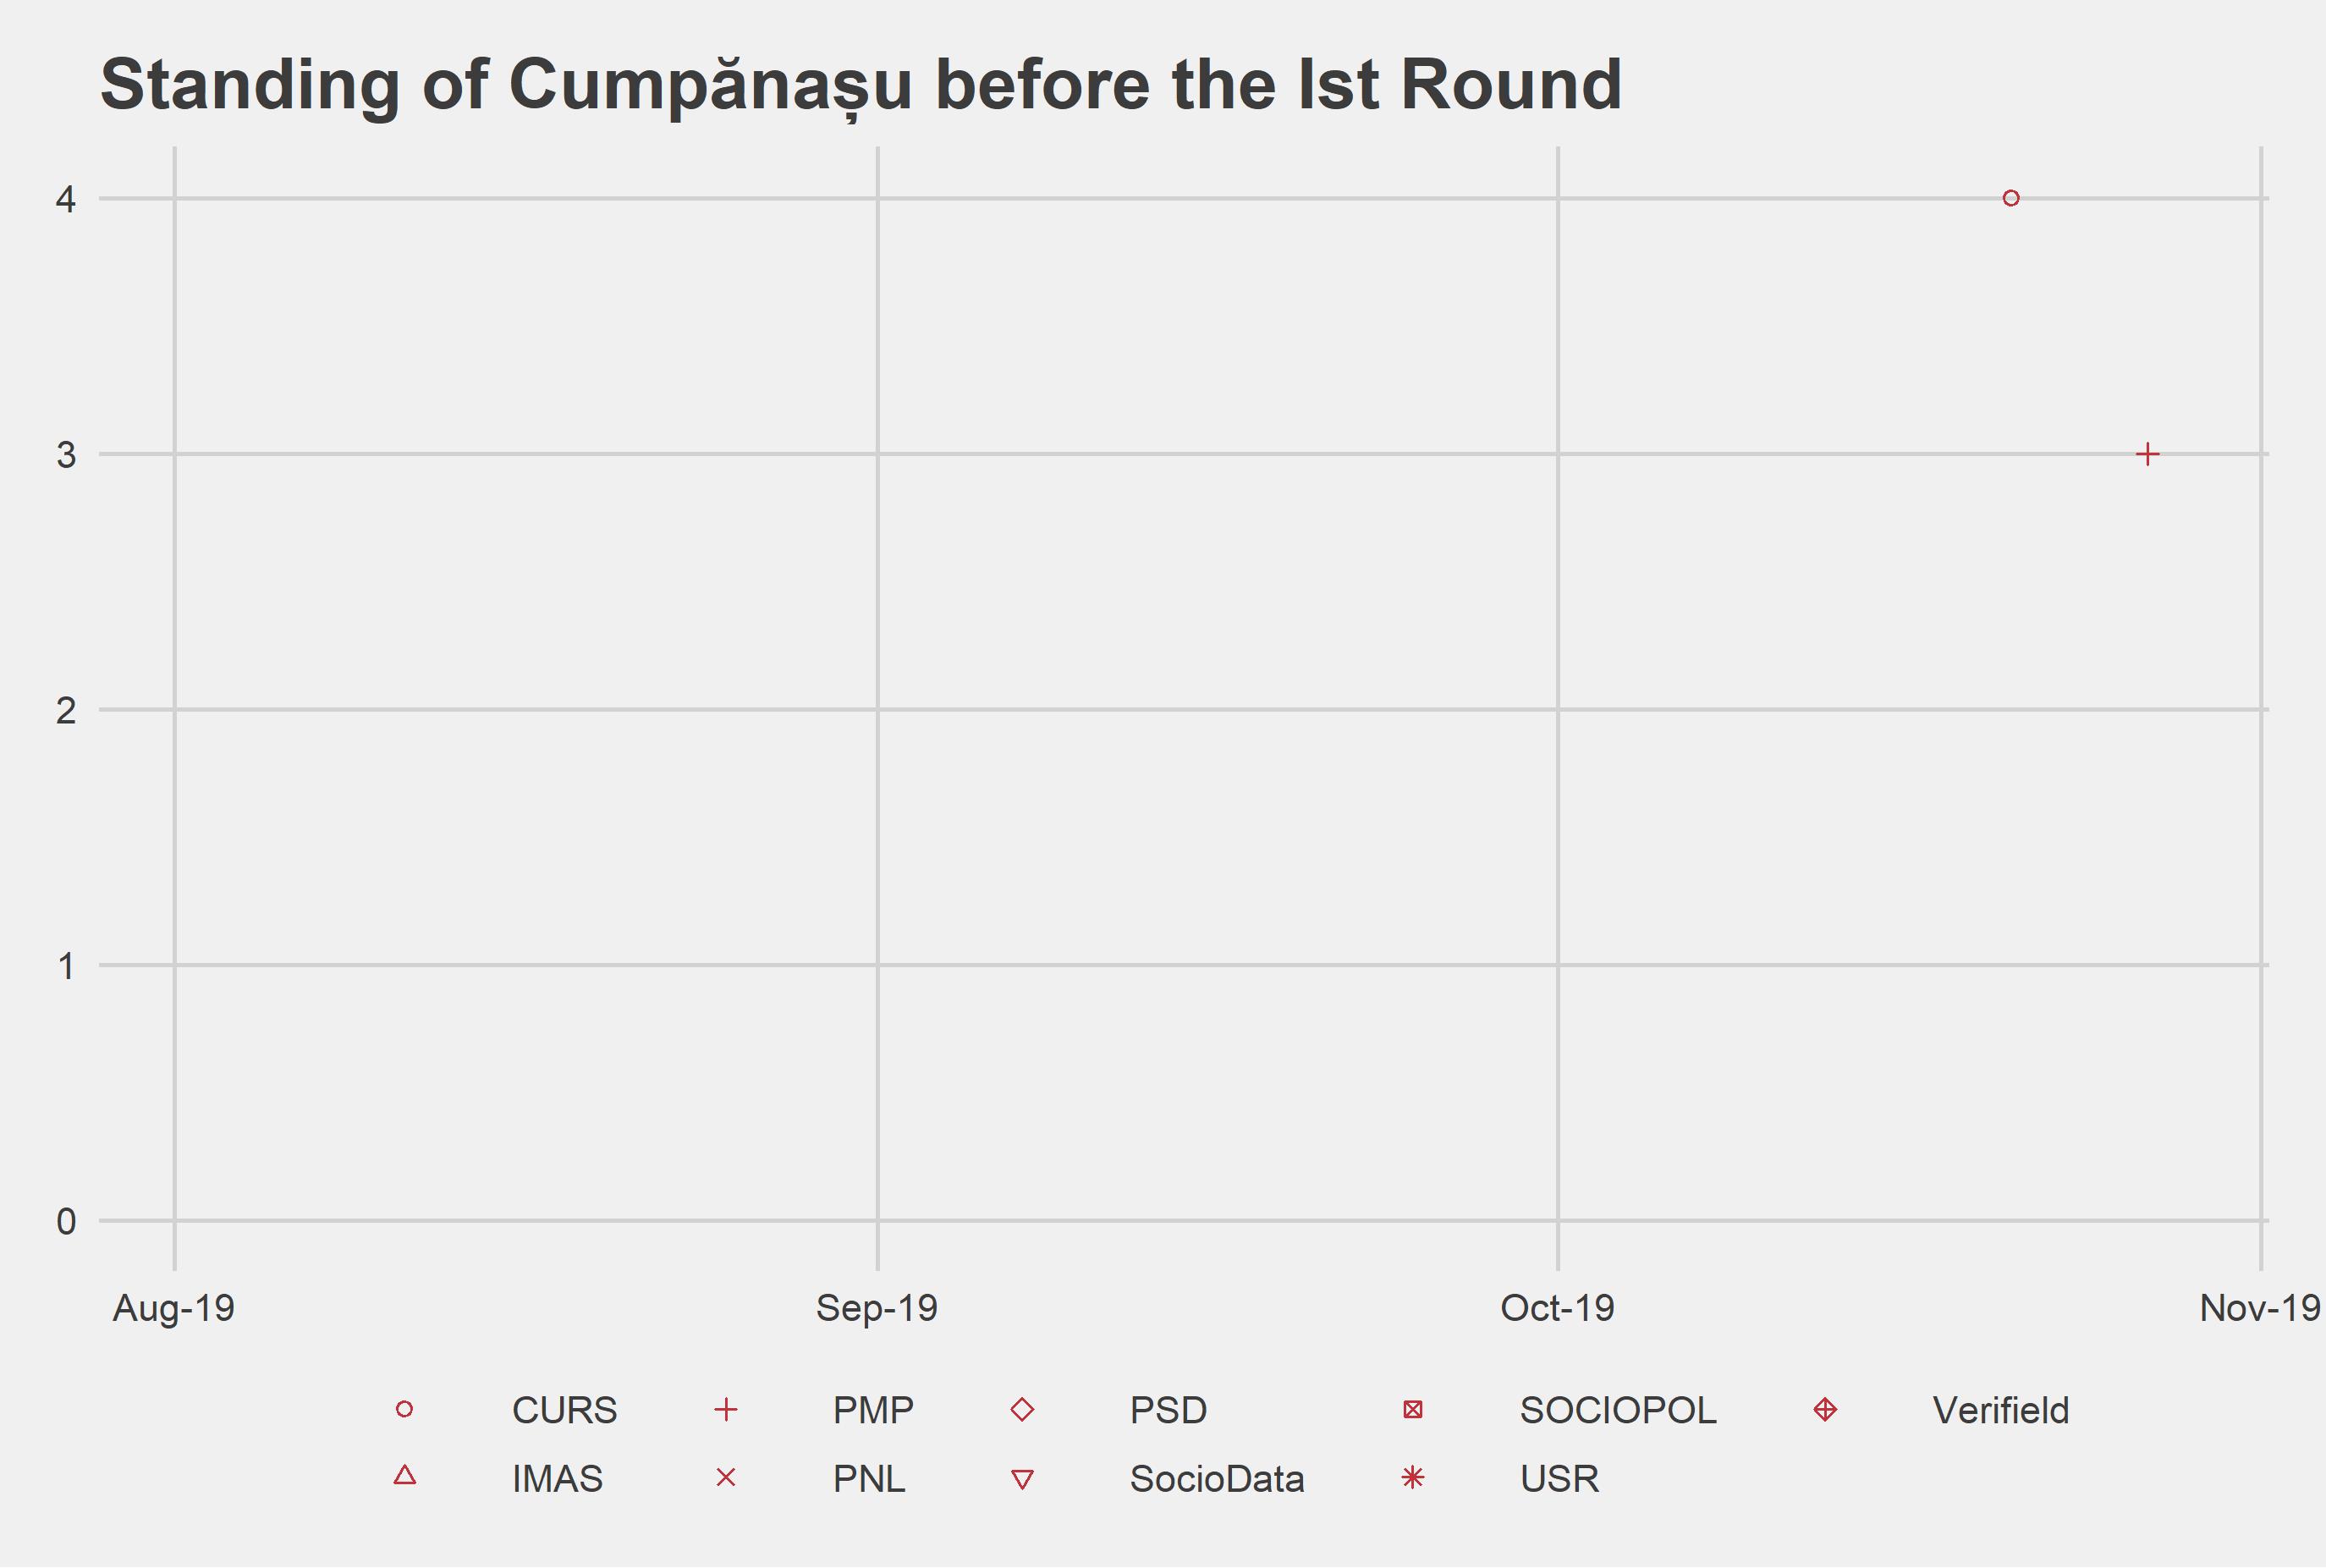 Standing of Cumpănașu before the Ist Round
4
3
2
1
0
Aug-19 Sep-19 Oct-19 Nov-19
CURS PMP PSD SOCIOPOL Verifield
IMAS PNL SocioData USR